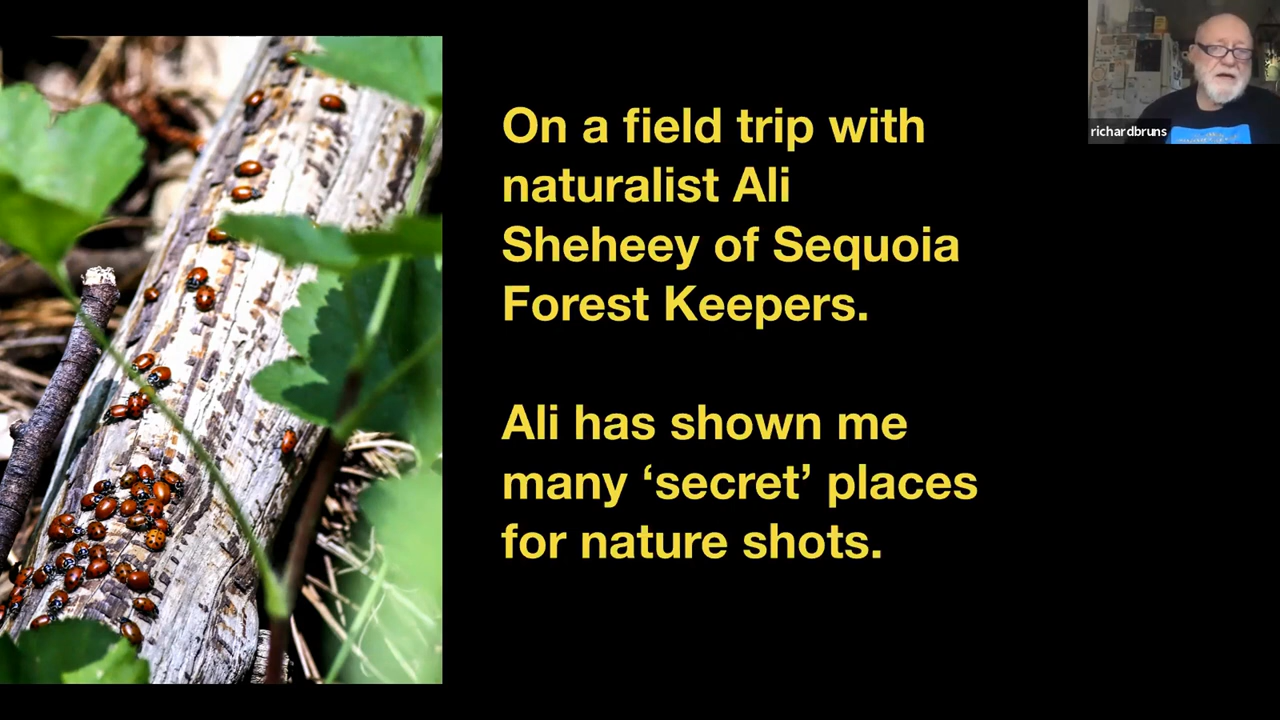 On a field trip with
naturalist Ali
Sheheey of Sequoia
Forest Keepers.
Ali has shown me
many ‘secret’ places
for nature shots.
richardbruns